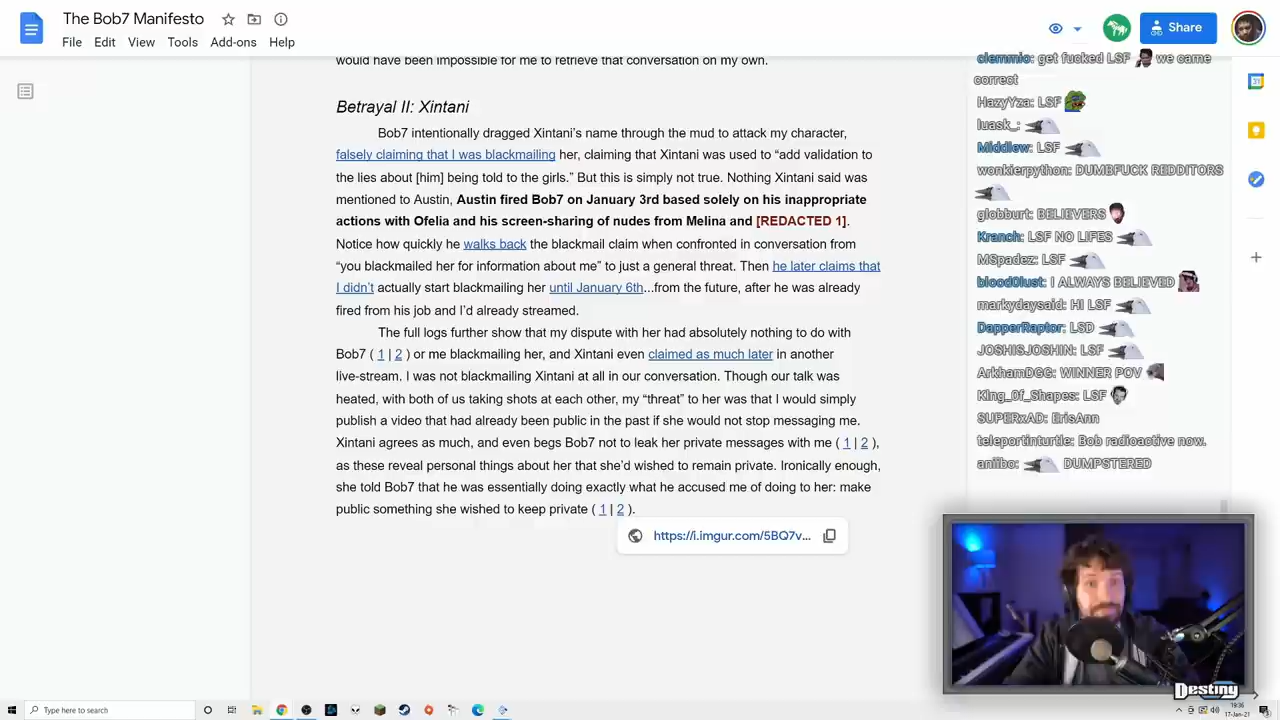 The Bob7 Manifesto
File Edit View Tools Add-ons Help
Share
would have been impossible for me to retrieve that conversation on my own.
Betrayal II: Xintani
Bob7 intentionally dragged Xintani's name through the mud to attack my character,
falsely claiming that I was blackmailing her, claiming that Xintani was used to “add validation to
the lies about [him] being told to the girls.” But this is simply not true. Nothing Xintani said was
mentioned to Austin, Austin fired Bob7 on January 3rd based solely on his inappropriate
actions with Ofelia and his screen-sharing of nudes from Melina and [REDACTED 1].
Notice how quickly he walks back the blackmail claim when confronted in conversation from
“you blackmailed her for information about me” to just a general threat. Then he later claims that
I didn't actually start blackmailing her until January 6th...from the future, after he was already
fired from his job and I'd already streamed.
The full logs further show that my dispute with her had absolutely nothing to do with
Bob7 ( 1 | 2 ) or me blackmailing her, and Xintani even claimed as much later in another
live-stream. I was not blackmailing Xintani at all in our conversation. Though our talk was
heated, with both of us taking shots at each other, my “threat” to her was that I would simply
publish a video that had already been public in the past if she would not stop messaging me.
Xintani agrees as much, and even begs Bob7 not to leak her private messages with me ( 1 | 2 ),
as these reveal personal things about her that she'd wished to remain private. Ironically enough,
she told Bob7 that he was essentially doing exactly what he accused me of doing to her: make
public something she wished to keep private ( 1 | 2 ).
https://i.imgur.com/5BQ7v...
clemmio: get fucked LSF we came
correct
HazyYza: LSF
luask_:
Middlew: LSF
wonkierpython: DUMBFUCK REDDITORS
globburt: BELIEVERS
Kranch: LSF NO LIFES
MSpadez: LSF
blood0lust: I ALWAYS BELIEVED
markydaysaid: HI LSF
DapperRaptor: LSD
JOSHISJOSHIN: LSF
ArkhamDGG: WINNER POV
King_Of_Shapes: LSF
SUPERxAD: ErisAnn
teleportinturtle: Bob radioactive now.
aniibo: DUMPSTERED
Destiny
Type here to search
19:36
17-Jan-21